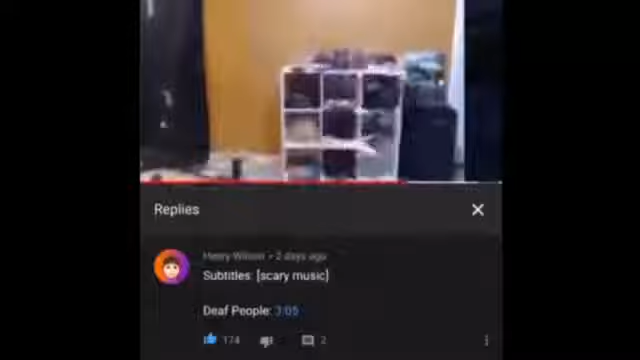 Replies
Henry Wilson • 2 days ago
Subtitles: [scary music]
Deaf People: 3:05
174
2